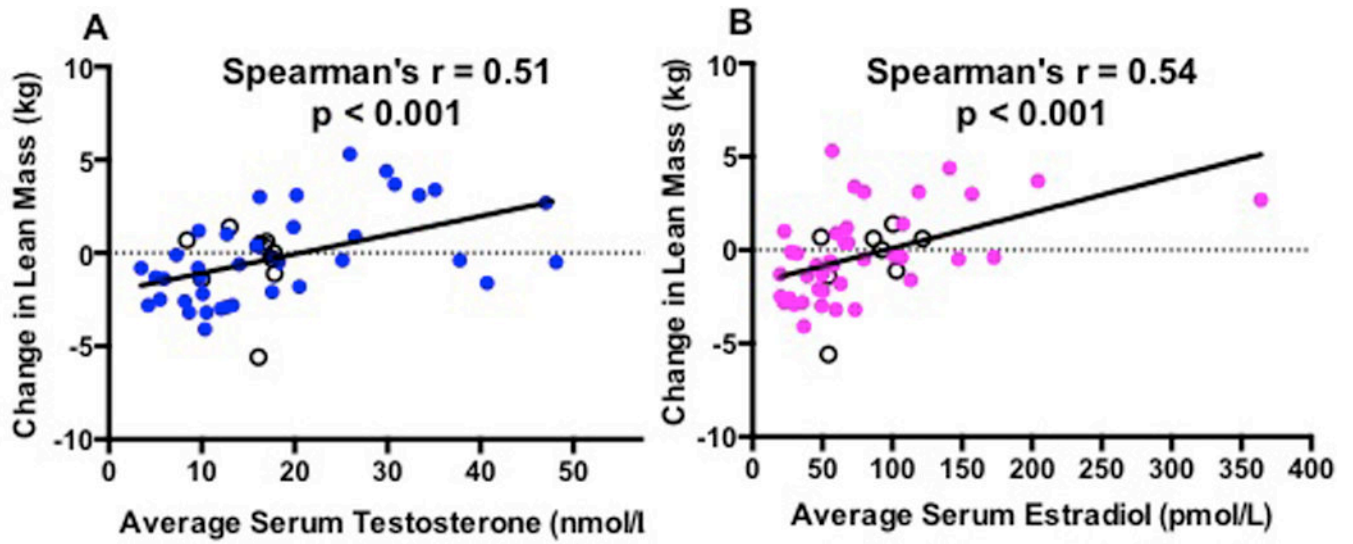 A
Spearman's r = 0.51
p < 0.001
Change in Lean Mass (kg)
10
5
0
-5
-10
0 10 20 30 40 50
Average Serum Testosterone (nmol/l
B
Spearman's r = 0.54
p < 0.001
Change in Lean Mass (kg)
10
5
0
-5
-10
0 50 100 150 200 250 300 350 400
Average Serum Estradiol (pmol/L)